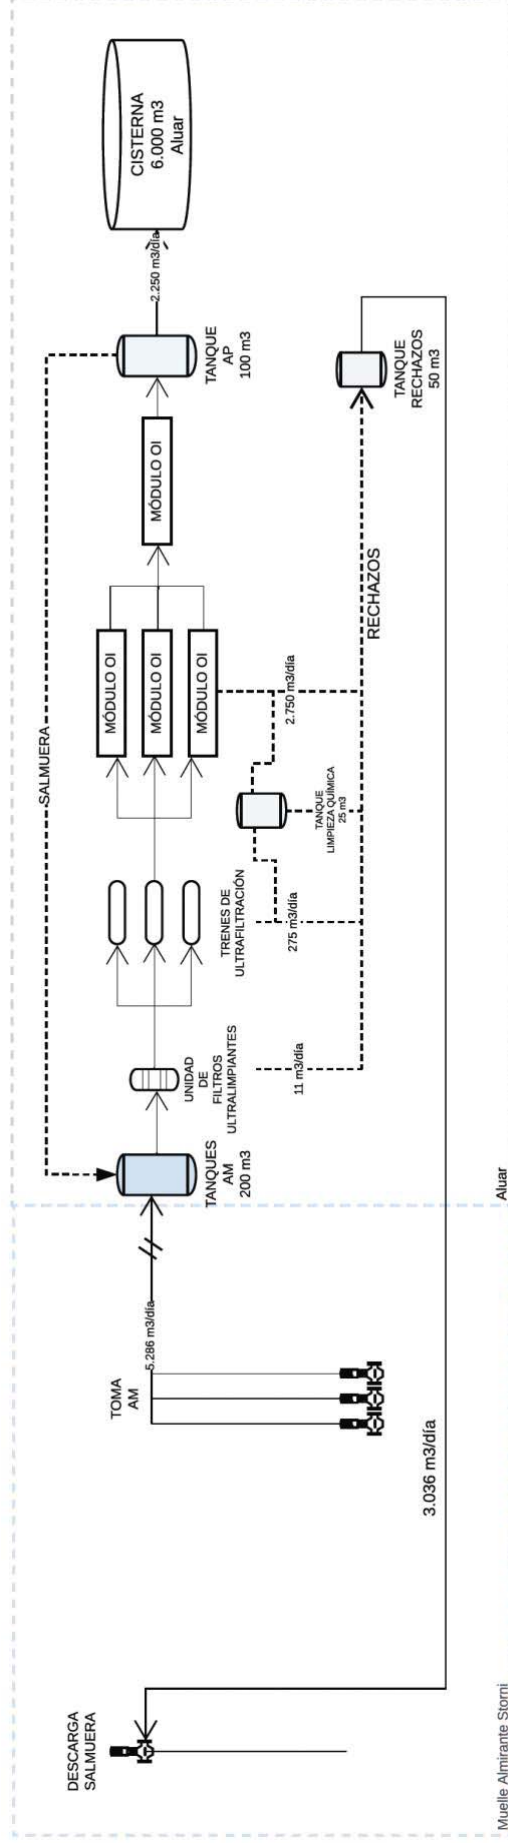 DESCARGA
SALMUERA
Muelle Almirante Storni
3.036 m3/día
TOMA
AM
5.286 m3/día
Aluar
TANQUES
AM
200 m3
UNIDAD
DE
FILTROS
ULTRALIMPIANTES
11 m3/día
TRENES DE
ULTRAFILTRACIÓN
275 m3/día
SALMUERA
TANQUE
LIMPIEZA QUÍMICA
25 m3
MÓDULO OI
MÓDULO OI
MÓDULO OI
2.750 m3/día
RECHAZOS
MÓDULO OI
TANQUE
AP
100 m3
TANQUE
RECHAZOS
50 m3
2.250 m3/día
CISTERNA
6.000 m3
Aluar